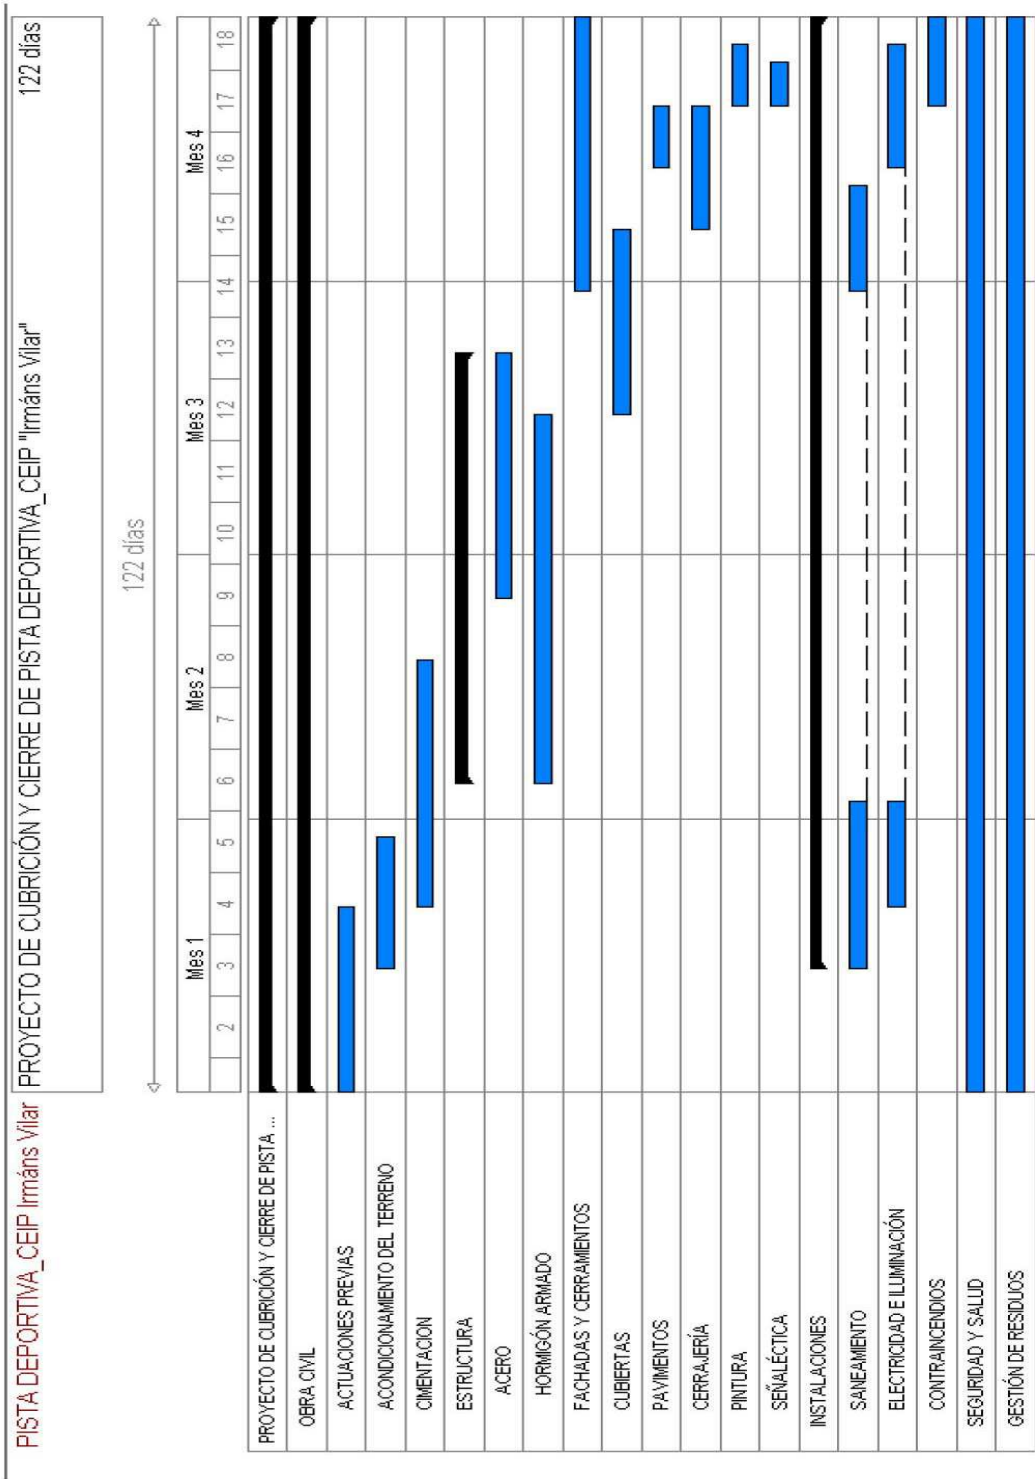 PISTA DEPORTIVA_CEIP Irmáns Vilar
PROYECTO DE CUBRICIÓN Y CIERRE DE PISTA DEPORTIVA_CEIP "Irmáns Vilar"
122 días
122 días
Mes 1 Mes 2 Mes 3 Mes 4
2 3 4 5 6 7 8 9 10 11 12 13 14 15 16 17 18
PROYECTO DE CUBRICIÓN Y CIERRE DE PISTA ...
OBRA CIVIL
ACTUACIONES PREVIAS
ACONDICIONAMIENTO DEL TERRENO
CIMENTACION
ESTRUCTURA
ACERO
HORMIGÓN ARMADO
FACHADAS Y CERRAMIENTOS
CUBIERTAS
PAVIMENTOS
CERRAJERÍA
PINTURA
SEÑALÉCTICA
INSTALACIONES
SANEAMIENTO
ELECTRICIDAD E ILUMINACIÓN
CONTRAINCENDIOS
SEGURIDAD Y SALUD
GESTIÓN DE RESIDUOS